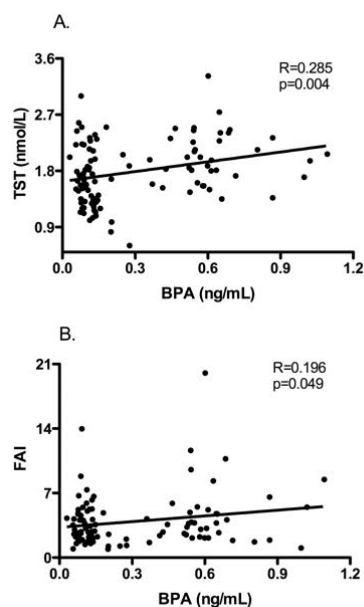 A.
3.6
2.7
1.8
0.9
TST (nmol/L)
R=0.285
p=0.004
0.0 0.3 0.6 0.9 1.2
BPA (ng/mL)
B.
21
14
7
0
FAI
R=0.196
p=0.049
0.0 0.3 0.6 0.9 1.2
BPA (ng/mL)